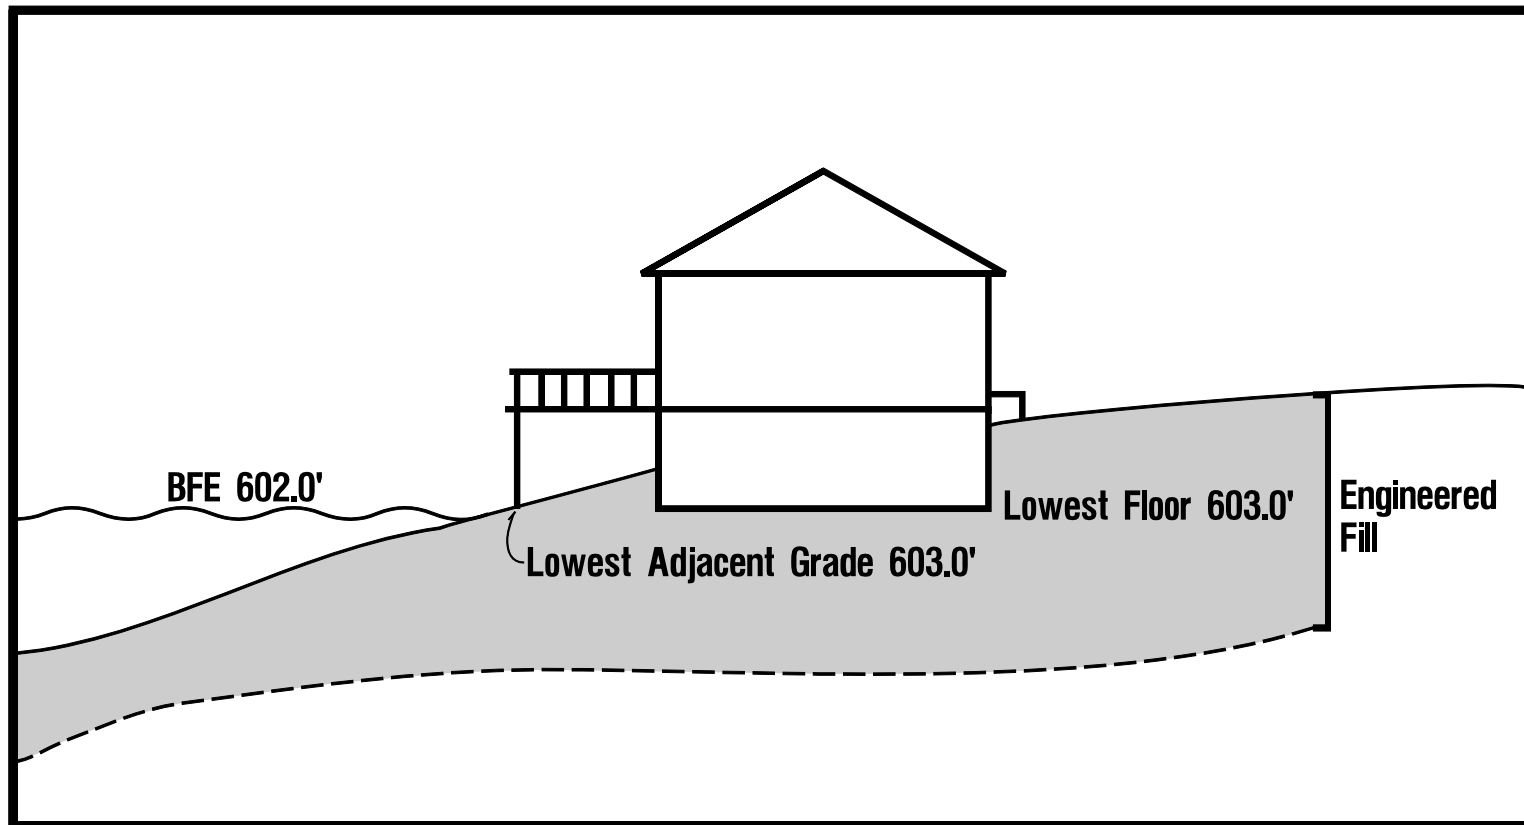 BFE 602.0'
Lowest Floor 603.0'
Engineered
Fill
Lowest Adjacent Grade 603.0'